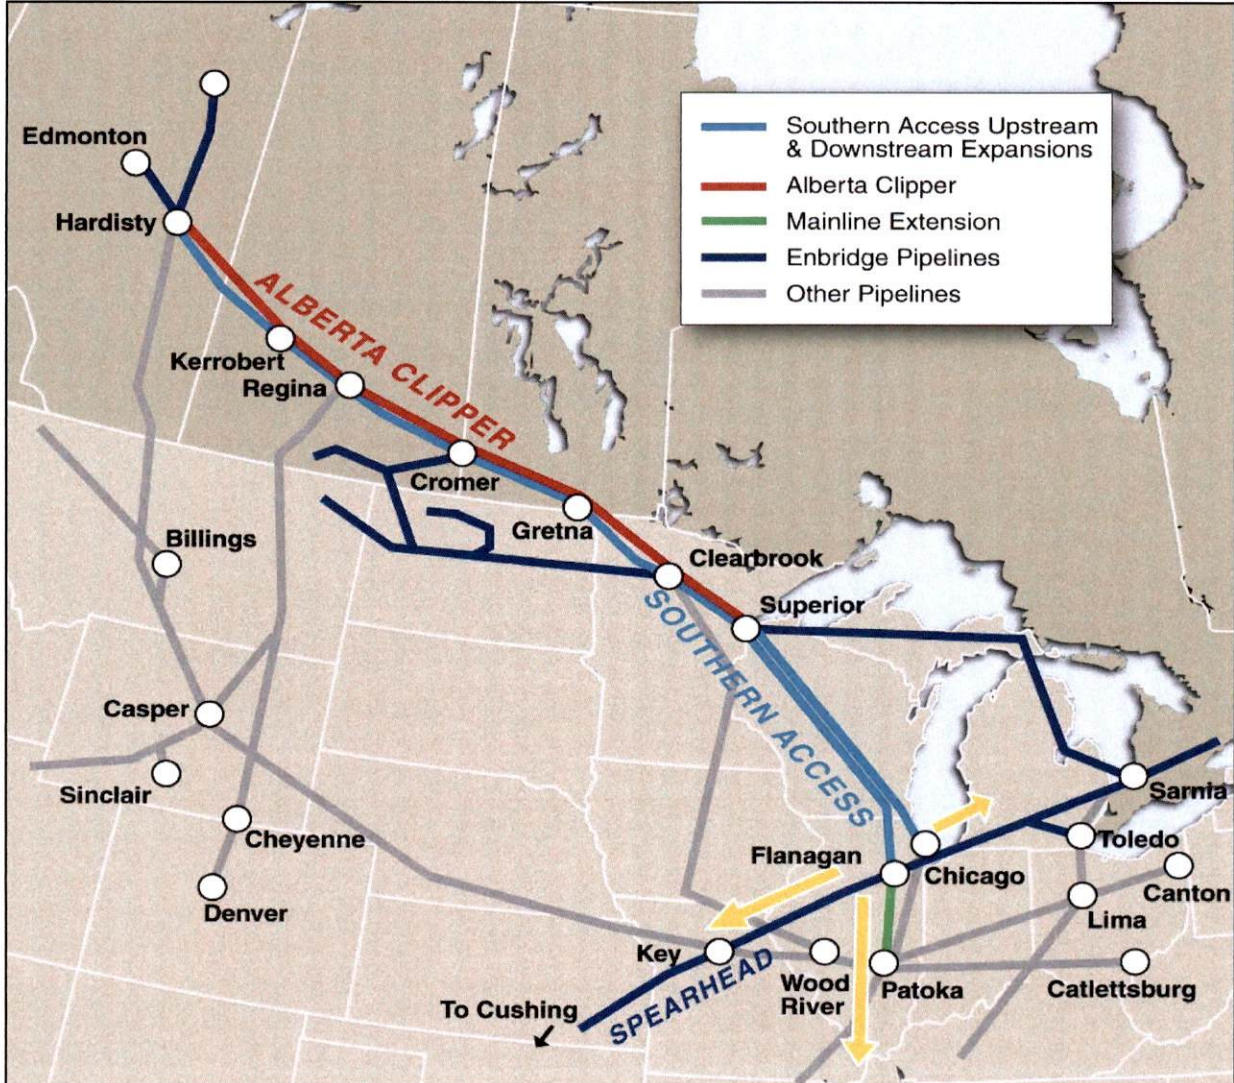 Southern Access Upstream
& Downstream Expansions
Alberta Clipper
Mainline Extension
Enbridge Pipelines
Other Pipelines
Edmonton
Hardisty
ALBERTA CLIPPER
Kerrobert
Regina
Cromer
Gretna
Billings
Clearbrook
Superior
SOUTHERN ACCESS
Casper
Sinclair
Cheyenne
Denver
Sarnia
Toledo
Flanagan
Chicago
Canton
Lima
Key
SPEARHEAD
Wood
River
Patoka
Catlettsburg
To Cushing